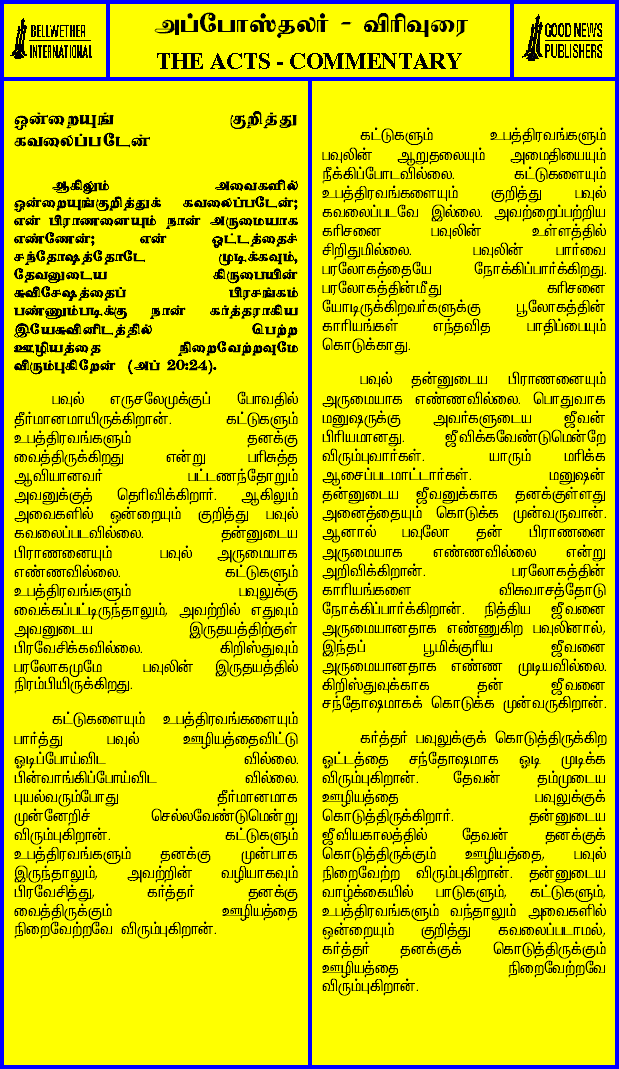 BELLWETHER
INTERNATIONAL
அப்போஸ்தலர் - விரிவுரை
THE ACTS - COMMENTARY
GOOD NEWS
PUBLISHERS
ஒன்றையுங் குறித்து
கவலைப்படேன்
ஆகிலும் அவைகளில்
ஒன்றையுங்குறித்துக் கவலைப்படேன்;
என் பிராணனையும் நான் அருமையாக
எண்ணேன்; என் ஓட்டத்தைச்
சந்தோஷத்தோடே முடிக்கவும்,
தேவனுடைய கிருபையின்
சுவிசேஷத்தைப் பிரசங்கம்
பண்ணும்படிக்கு நான் கர்த்தராகிய
இயேசுவினிடத்தில் பெற்ற
ஊழியத்தை நிறைவேற்றவுமே
விரும்புகிறேன் (அப் 20:24).
பவுல் எருசலேமுக்குப் போவதில்
தீர்மானமாயிருக்கிறான். கட்டுகளும்
உபத்திரவங்களும் தனக்கு
வைத்திருக்கிறது என்று பரிசுத்த
ஆவியானவர் பட்டணந்தோறும்
அவனுக்குத் தெரிவிக்கிறார். ஆகிலும்
அவைகளில் ஒன்றையும் குறித்து பவுல்
கவலைப்படவில்லை. தன்னுடைய
பிராணனையும் பவுல் அருமையாக
எண்ணவில்லை. கட்டுகளும்
உபத்திரவங்களும் பவுலுக்கு
வைக்கப்பட்டிருந்தாலும், அவற்றில் எதுவும்
அவனுடைய இருதயத்திற்குள்
பிரவேசிக்கவில்லை. கிறிஸ்துவும்
பரலோகமுமே பவுலின் இருதயத்தில்
நிரம்பியிருக்கிறது.
கட்டுகளையும் உபத்திரவங்களையும்
பார்த்து பவுல் ஊழியத்தைவிட்டு
ஓடிப்போய்விட வில்லை.
பின்வாங்கிப்போய்விட வில்லை.
புயல்வரும்போது தீர்மானமாக
முன்னேறிச் செல்லவேண்டுமென்று
விரும்புகிறான். கட்டுகளும்
உபத்திரவங்களும் தனக்கு முன்பாக
இருந்தாலும், அவற்றின் வழியாகவும்
பிரவேசித்து, கர்த்தர் தனக்கு
வைத்திருக்கும் ஊழியத்தை
நிறைவேற்றவே விரும்புகிறான்.
கட்டுகளும் உபத்திரவங்களும்
பவுலின் ஆறுதலையும் அமைதியையும்
நீக்கிப்போடவில்லை. கட்டுகளையும்
உபத்திரவங்களையும் குறித்து பவுல்
கவலைப்படவே இல்லை. அவற்றைப்பற்றிய
கரிசனை பவுலின் உள்ளத்தில்
சிறிதுமில்லை. பவுலின் பார்வை
பரலோகத்தையே நோக்கிப்பார்க்கிறது.
பரலோகத்தின்மீது கரிசனை
யோடிருக்கிறவர்களுக்கு பூலோகத்தின்
காரியங்கள் எந்தவித பாதிப்பையும்
கொடுக்காது.
பவுல் தன்னுடைய பிராணனையும்
அருமையாக எண்ணவில்லை. பொதுவாக
மனுஷருக்கு அவர்களுடைய ஜீவன்
பிரியமானது. ஜீவிக்கவேண்டுமென்றே
விரும்புவார்கள். யாரும் மரிக்க
ஆசைப்படமாட்டார்கள். மனுஷன்
தன்னுடைய ஜீவனுக்காக தனக்குள்ளது
அனைத்தையும் கொடுக்க முன்வருவான்.
ஆனால் பவுலோ தன் பிராணனை
அருமையாக எண்ணவில்லை என்று
அறிவிக்கிறான். பரலோகத்தின்
காரியங்களை விசுவாசத்தோடு
நோக்கிப்பார்க்கிறான். நித்திய ஜீவனை
அருமையானதாக எண்ணுகிற பவுலினால்,
இந்தப் பூமிக்குரிய ஜீவனை
அருமையானதாக எண்ண முடியவில்லை.
கிறிஸ்துவுக்காக தன் ஜீவனை
சந்தோஷமாகக் கொடுக்க முன்வருகிறான்.
கர்த்தர் பவுலுக்குக் கொடுத்திருக்கிற
ஓட்டத்தை சந்தோஷமாக ஓடி முடிக்க
விரும்புகிறான். தேவன் தம்முடைய
ஊழியத்தை பவுலுக்குக்
கொடுத்திருக்கிறார். தன்னுடைய
ஜீவியகாலத்தில் தேவன் தனக்குக்
கொடுத்திருக்கும் ஊழியத்தை, பவுல்
நிறைவேற்ற விரும்புகிறான். தன்னுடைய
வாழ்க்கையில் பாடுகளும், கட்டுகளும்,
உபத்திரவங்களும் வந்தாலும் அவைகளில்
ஒன்றையும் குறித்து கவலைப்படாமல்,
கர்த்தர் தனக்குக் கொடுத்திருக்கும்
ஊழியத்தை நிறைவேற்றவே
விரும்புகிறான்.